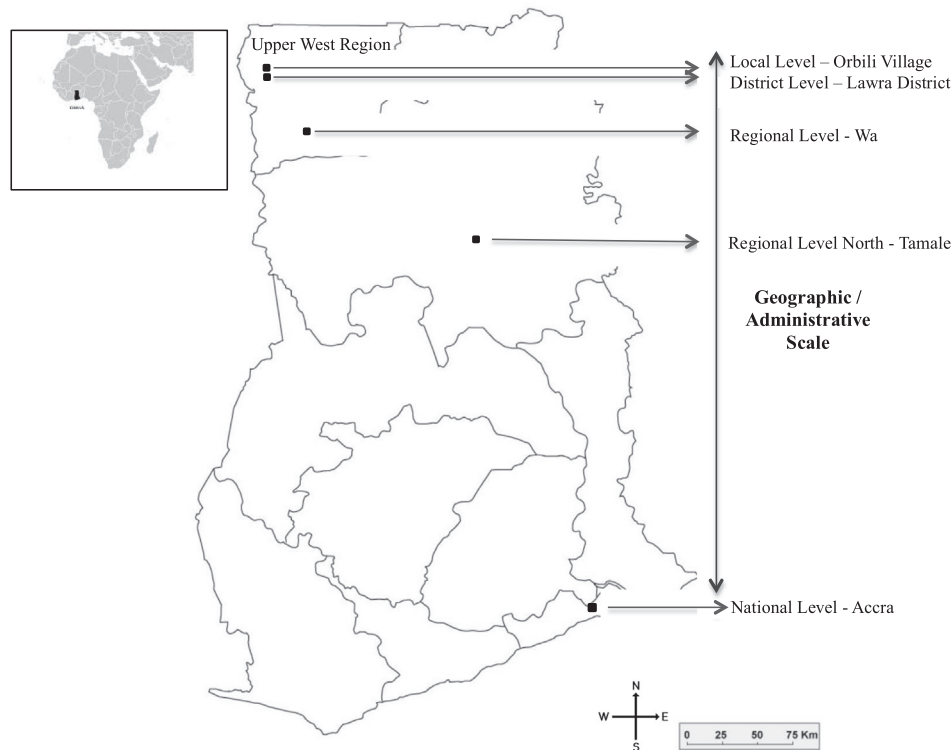 Upper West Region
Local Level – Orbili Village
District Level – Lawra District
Regional Level - Wa
Regional Level North - Tamale
Geographic /
Administrative
Scale
National Level - Accra
N
W
E
S
0 25 50 75 Km